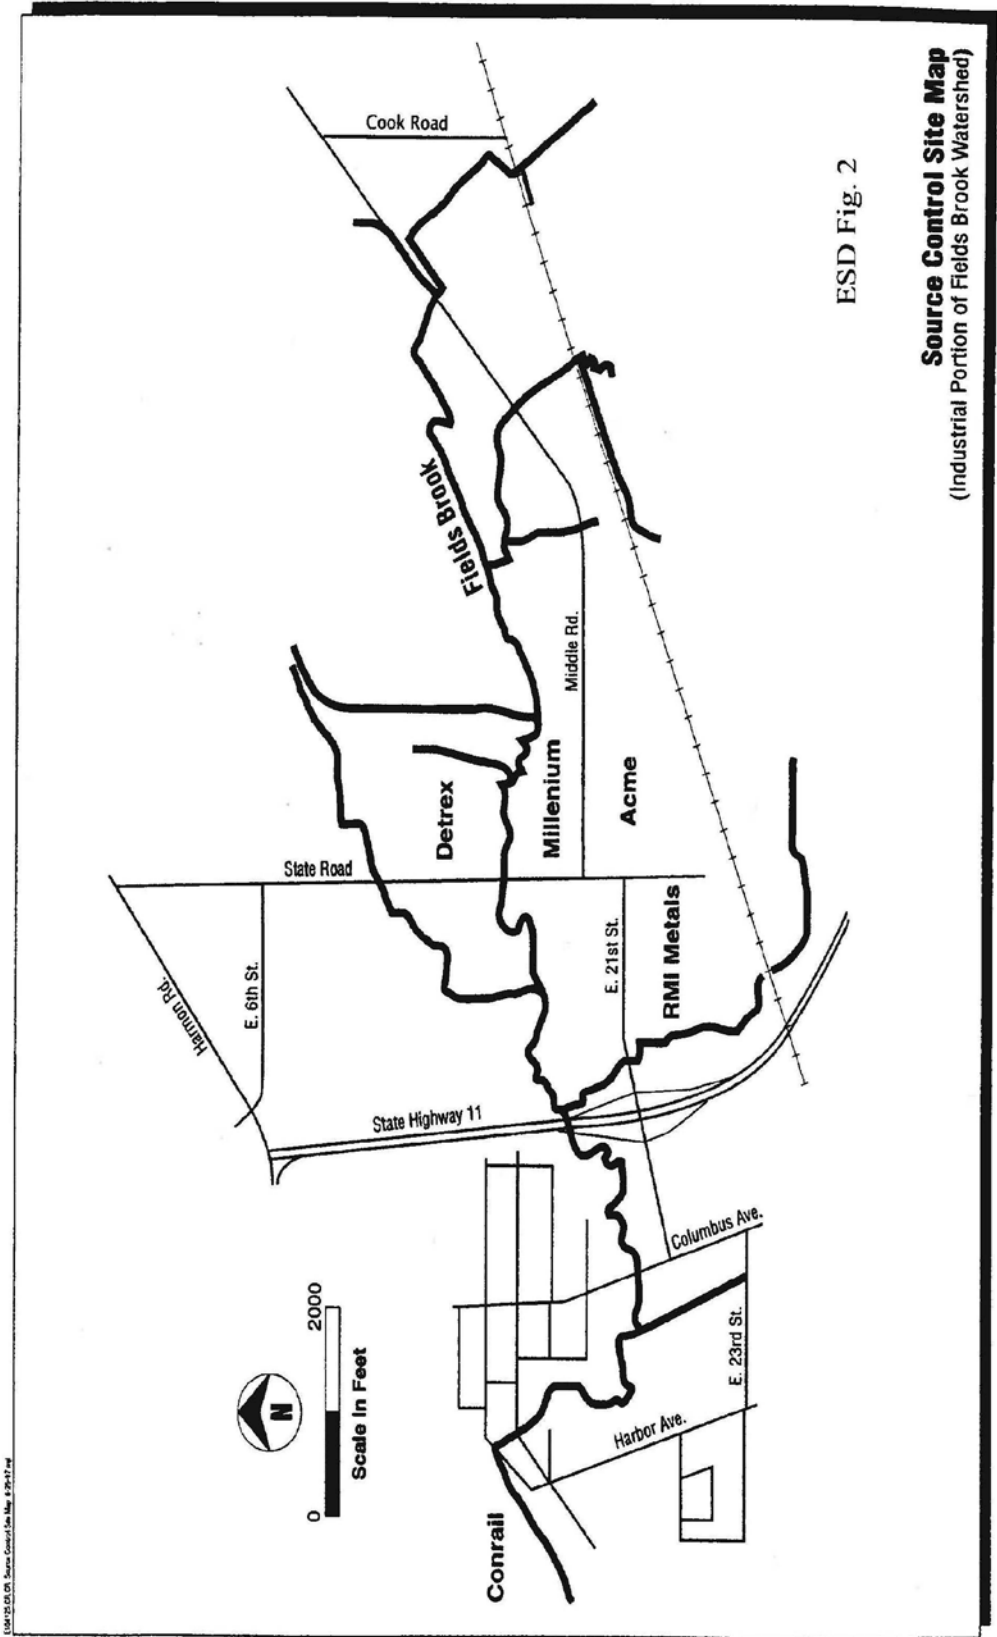 Source Control Site Map
(Industrial Portion of Fields Brook Watershed)
ESD Fig. 2
N
0
2000
Scale In Feet
Harmon Rd.
E. 6th St.
State Road
State Highway 11
Cook Road
Fields Brook
Detrex
Millenium
Middle Rd.
Acme
E. 21st St.
RMI Metals
Columbus Ave.
E. 23rd St.
Harbor Ave.
Conrail